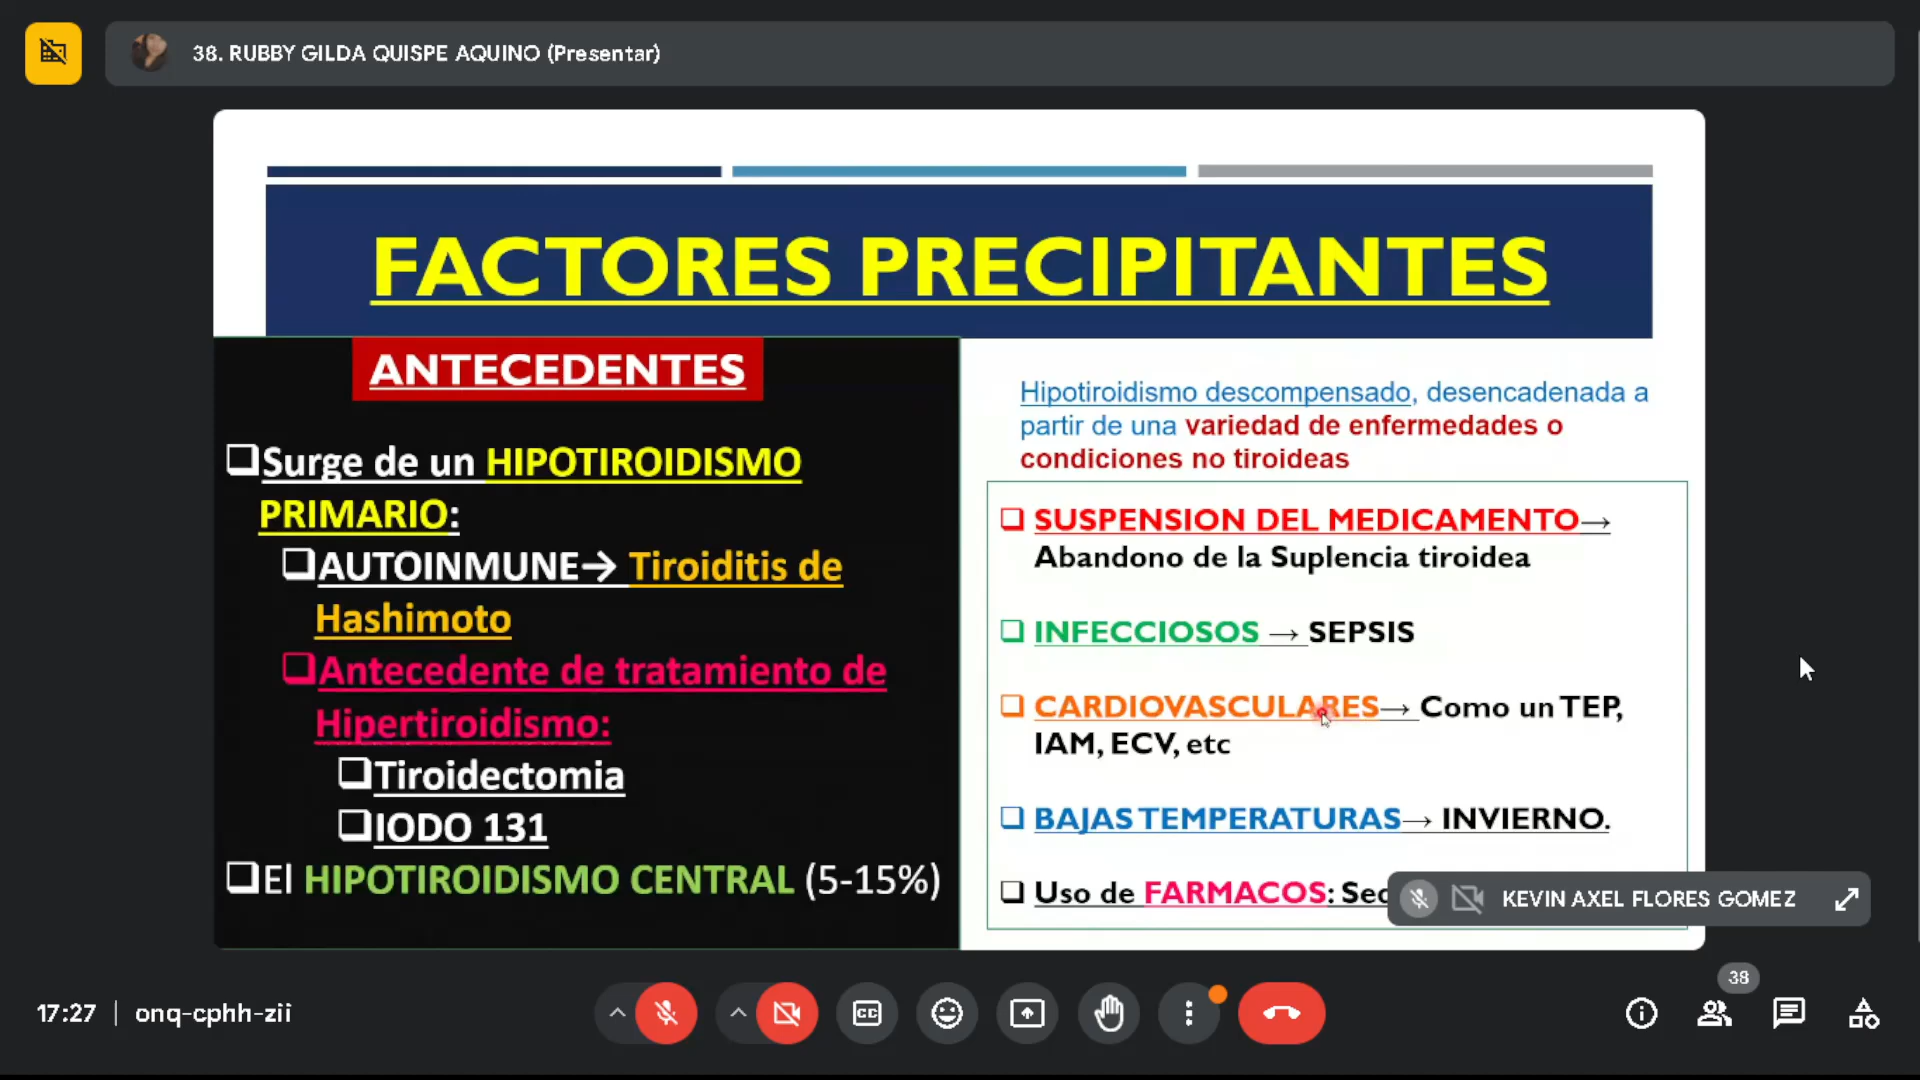 38. RUBBY GILDA QUISPE AQUINO (Presentar)
FACTORES PRECIPITANTES
ANTECEDENTES
❑Surge de un HIPOTIROIDISMO
PRIMARIO:
❑AUTOINMUNE→ Tiroiditis de
Hashimoto
❑Antecedente de tratamiento de
Hipertiroidismo:
❑Tiroidectomia
❑IODO 131
❑El HIPOTIROIDISMO CENTRAL (5-15%)
Hipotiroidismo descompensado, desencadenada a
partir de una variedad de enfermedades o
condiciones no tiroideas
❑ SUSPENSION DEL MEDICAMENTO→
Abandono de la Suplencia tiroidea
❑ INFECCIOSOS → SEPSIS
❑ CARDIOVASCULARES→ Como un TEP,
IAM, ECV, etc
❑ BAJAS TEMPERATURAS→ INVIERNO.
❑ Uso de FARMACOS:
KEVIN AXEL FLORES GOMEZ
38
17:27 | onq-cphh-zii
CC